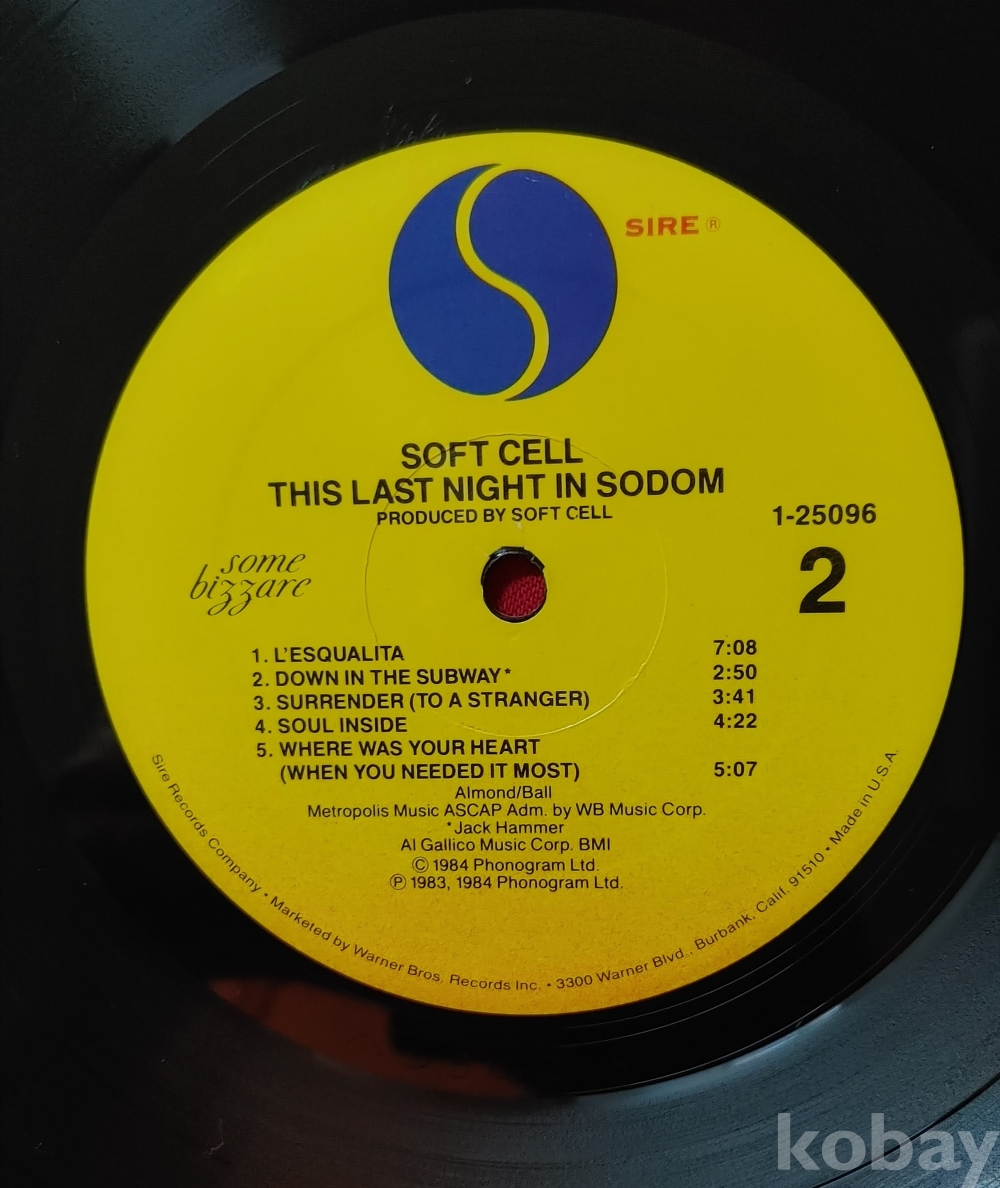 SIRE ®
SOFT CELL
THIS LAST NIGHT IN SODOM
PRODUCED BY SOFT CELL
1-25096
some
bizzare
2
1. L'ESQUALITA 7:08
2. DOWN IN THE SUBWAY* 2:50
3. SURRENDER (TO A STRANGER) 3:41
4. SOUL INSIDE 4:22
5. WHERE WAS YOUR HEART
(WHEN YOU NEEDED IT MOST) 5:07
Almond/Ball
Metropolis Music ASCAP Adm. by WB Music Corp.
*Jack Hammer
Al Gallico Music Corp. BMI
© 1984 Phonogram Ltd.
℗ 1983, 1984 Phonogram Ltd.
Sire Records Company • Marketed by Warner Bros. Records Inc. • 3300 Warner Blvd., Burbank, Calif. 91510 • Made in U.S.A.
kobay